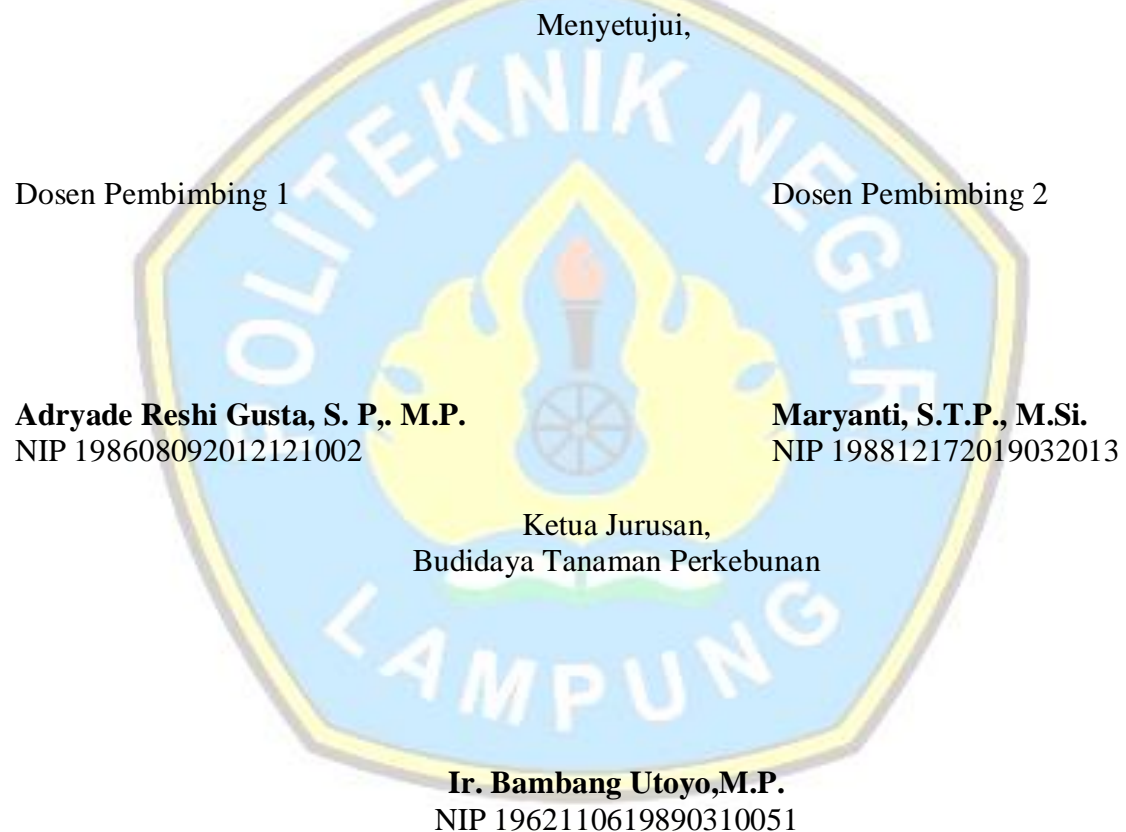 Menyetujui,
POLITEKNIK NEGERI
Dosen Pembimbing 1
Dosen Pembimbing 2
Adryade Reshi Gusta, S. P,. M.P.
NIP 198608092012121002
Maryanti, S.T.P., M.Si.
NIP 198812172019032013
Ketua Jurusan,
Budidaya Tanaman Perkebunan
LAMPUNG
Ir. Bambang Utoyo,M.P.
NIP 1962110619890310051